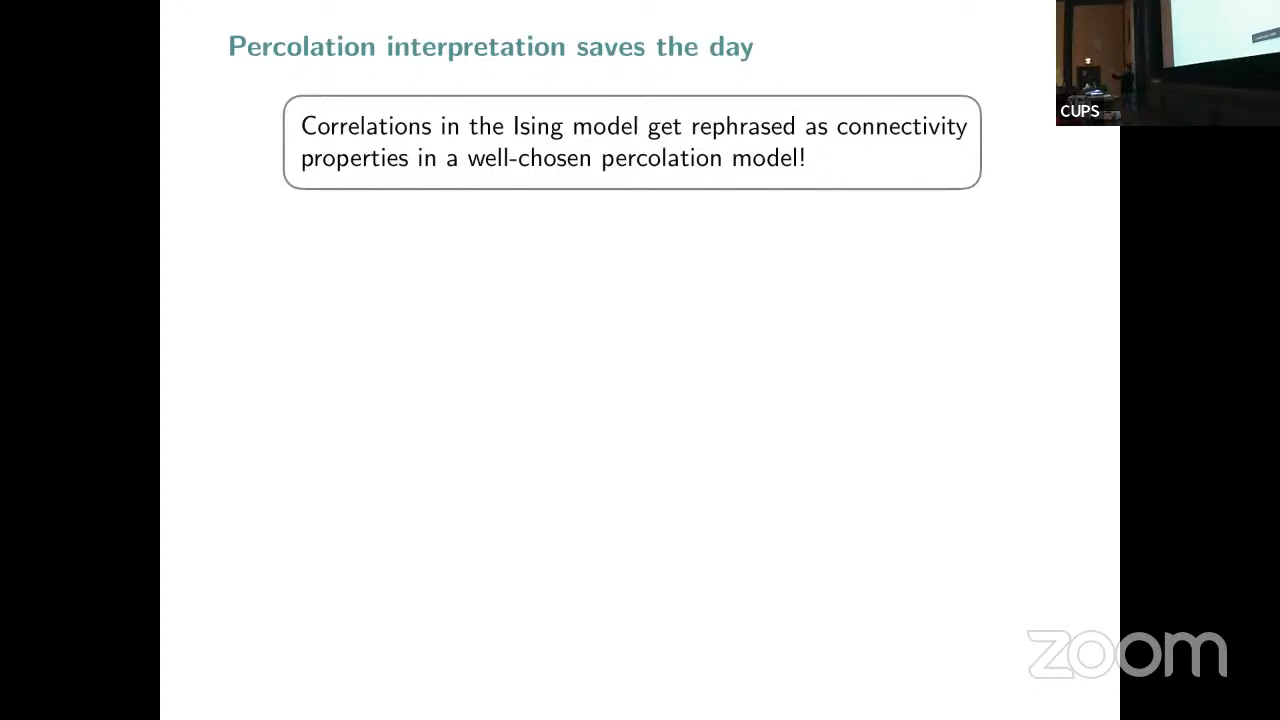 Percolation interpretation saves the day
Correlations in the Ising model get rephrased as connectivity
properties in a well-chosen percolation model!
CUPS
zoom